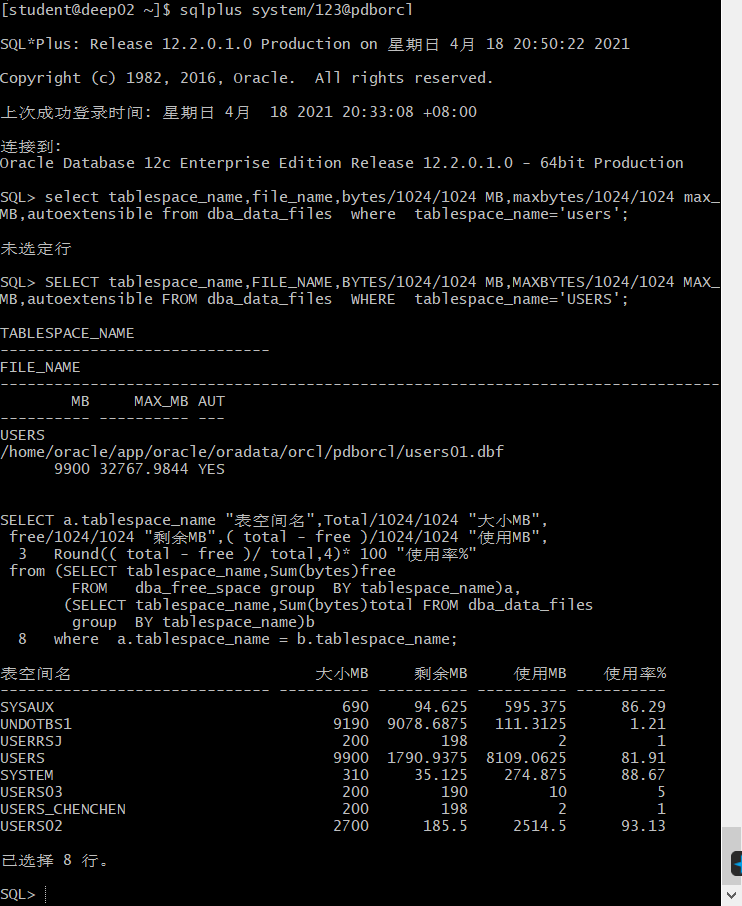 [student@deep02 ~]$ sqlplus system/123@pdborcl
SQL*Plus: Release 12.2.0.1.0 Production on 星期日 4月 18 20:50:22 2021
Copyright (c) 1982, 2016, Oracle.  All rights reserved.
上次成功登录时间: 星期日 4月  18 2021 20:33:08 +08:00
连接到:
Oracle Database 12c Enterprise Edition Release 12.2.0.1.0 - 64bit Production
SQL> select tablespace_name,file_name,bytes/1024/1024 MB,maxbytes/1024/1024 max_
MB,autoextensible from dba_data_files  where  tablespace_name='users';
未选定行
SQL> SELECT tablespace_name,FILE_NAME,BYTES/1024/1024 MB,MAXBYTES/1024/1024 MAX_
MB,autoextensible FROM dba_data_files  WHERE  tablespace_name='USERS';
TABLESPACE_NAME
------------------------------
FILE_NAME
--------------------------------------------------------------------------------
        MB     MAX_MB AUT
---------- ---------- ---
USERS
/home/oracle/app/oracle/oradata/orcl/pdborcl/users01.dbf
      9900 32767.9844 YES
SELECT a.tablespace_name "表空间名",Total/1024/1024 "大小MB",
 free/1024/1024 "剩余MB",( total - free )/1024/1024 "使用MB",
  3   Round(( total - free )/ total,4)* 100 "使用率%"
 from (SELECT tablespace_name,Sum(bytes)free
        FROM   dba_free_space group  BY tablespace_name)a,
       (SELECT tablespace_name,Sum(bytes)total FROM dba_data_files
        group  BY tablespace_name)b
  8   where  a.tablespace_name = b.tablespace_name;
表空间名                           大小MB     剩余MB     使用MB    使用率%
------------------------------ ---------- ---------- ---------- ----------
SYSAUX                                690     94.625    595.375      86.29
UNDOTBS1                             9190  9078.6875   111.3125       1.21
USERRSJ                               200        198          2          1
USERS                                9900  1790.9375  8109.0625      81.91
SYSTEM                                310     35.125    274.875      88.67
USERS03                               200        190         10          5
USERS_CHENCHEN                        200        198          2          1
USERS02                              2700      185.5     2514.5      93.13
已选择 8 行。
SQL>